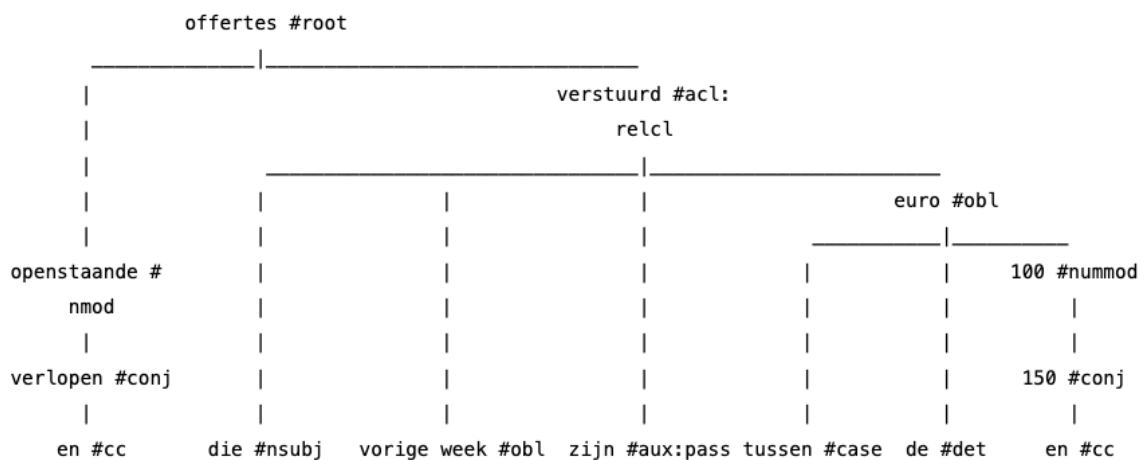 offertes #root
verstuurd #acl:
relcl
euro #obl
openstaande # 100 #nummod
nmod
verlopen #conj 150 #conj
en #cc die #nsubj vorige week #obl zijn #aux:pass tussen #case de #det en #cc